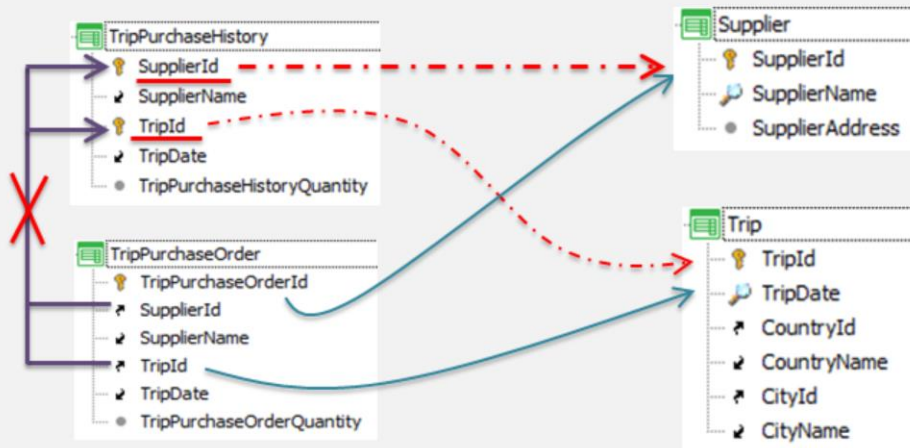 TripPurchaseHistory
SupplierId
SupplierName
TripId
TripDate
TripPurchaseHistoryQuantity
TripPurchaseOrder
TripPurchaseOrderId
SupplierId
SupplierName
TripId
TripDate
TripPurchaseOrderQuantity
Supplier
SupplierId
SupplierName
SupplierAddress
Trip
TripId
TripDate
CountryId
CountryName
CityId
CityName